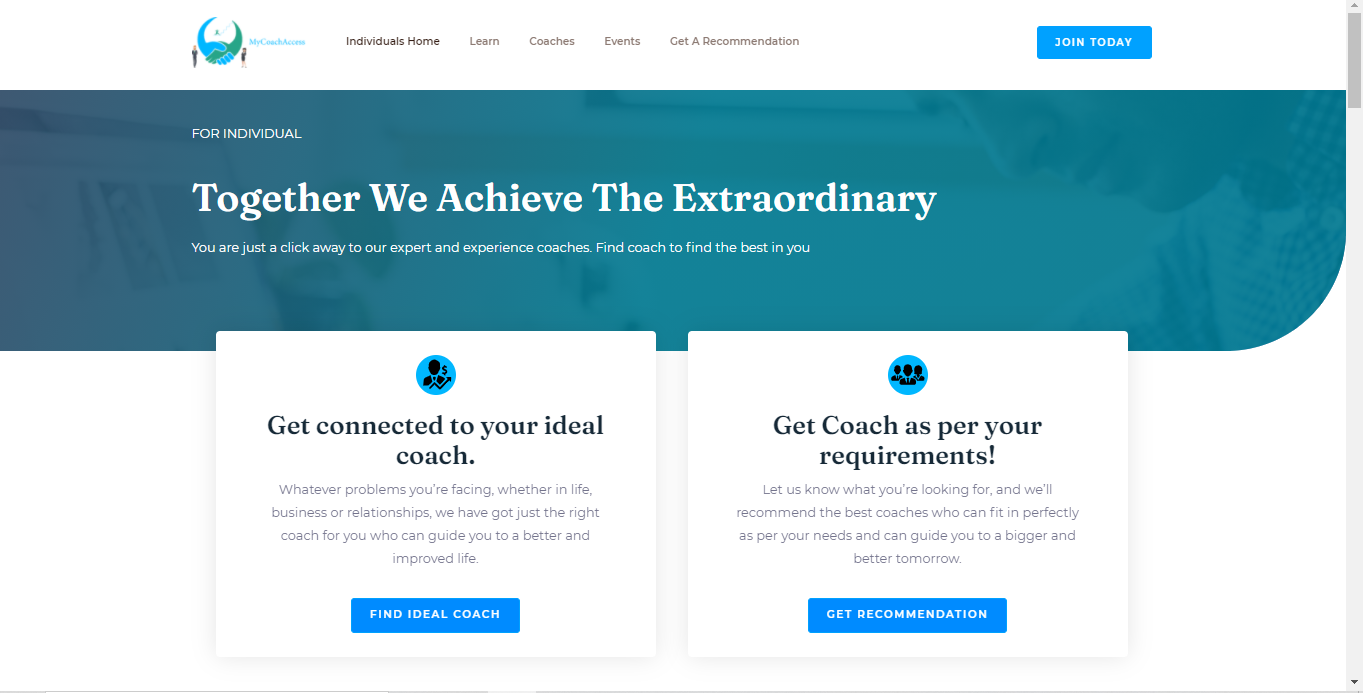 MyCoachAccess
Individuals Home
Learn
Coaches
Events
Get A Recommendation
JOIN TODAY
FOR INDIVIDUAL
Together We Achieve The Extraordinary
You are just a click away to our expert and experience coaches. Find coach to find the best in you
Get connected to your ideal
coach.
Whatever problems you’re facing, whether in life,
business or relationships, we have got just the right
coach for you who can guide you to a better and
improved life.
FIND IDEAL COACH
Get Coach as per your
requirements!
Let us know what you’re looking for, and we’ll
recommend the best coaches who can fit in perfectly
as per your needs and can guide you to a bigger and
better tomorrow.
GET RECOMMENDATION